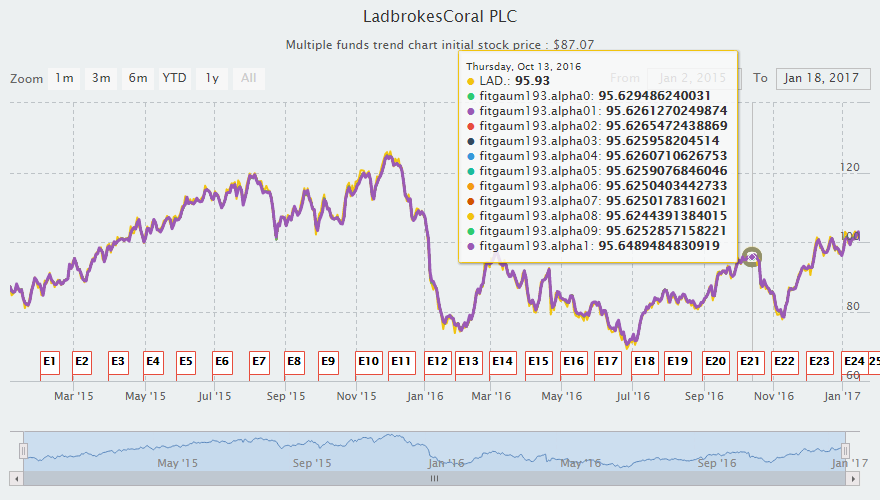 LadbrokesCoral PLC
Multiple funds trend chart initial stock price : $87.07
Zoom 1m 3m 6m YTD 1y All From Jan 2, 2015 To Jan 18, 2017
Thursday, Oct 13, 2016
LAD.: 95.93
fitgaum193.alpha0: 95.629486240031
fitgaum193.alpha01: 95.6261270249874
fitgaum193.alpha02: 95.6265472438869
fitgaum193.alpha03: 95.625958204514
fitgaum193.alpha04: 95.6260710626753
fitgaum193.alpha05: 95.6259076846046
fitgaum193.alpha06: 95.6250403442733
fitgaum193.alpha07: 95.6250178316021
fitgaum193.alpha08: 95.6244391384015
fitgaum193.alpha09: 95.6252857158221
fitgaum193.alpha1: 95.6489484830919
120
100
80
60
E1 E2 E3 E4 E5 E6 E7 E8 E9 E10 E11 E12 E13 E14 E15 E16 E17 E18 E19 E20 E21 E22 E23 E24 25
Mar '15 May '15 Jul '15 Sep '15 Nov '15 Jan '16 Mar '16 May '16 Jul '16 Sep '16 Nov '16 Jan '17
May '15 Sep '15 Jan '16 May '16 Sep '16 Jan '17